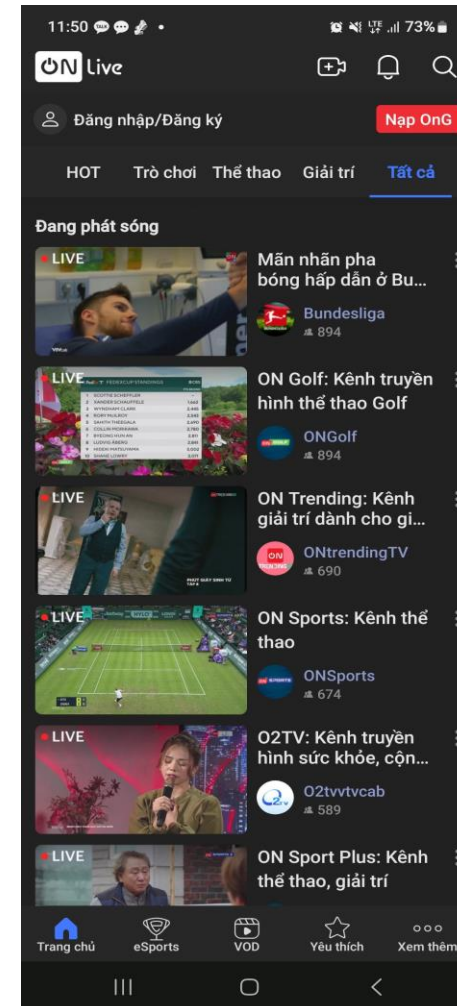 11:50
LTE 73%
ON Live
Đăng nhập/Đăng ký
Nạp OnG
HOT Trò chơi Thể thao Giải trí Tất cả
Đang phát sóng
LIVE
Mãn nhãn pha
bóng hấp dẫn ở Bu...
Bundesliga
894
LIVE
FEDEXCUP STANDINGS
ON Golf: Kênh truyền
hình thể thao Golf
ONGolf
894
LIVE
ON Trending: Kênh
giải trí dành cho gi...
ON
ONtrendingTV
690
LIVE
ON Sports: Kênh thể
thao
ONSports
674
LIVE
O2TV: Kênh truyền
hình sức khỏe, cộn...
O2tvvtvcab
589
LIVE
ON Sport Plus: Kênh
thể thao, giải trí
Trang chủ eSports VOD Yêu thích Xem thêm